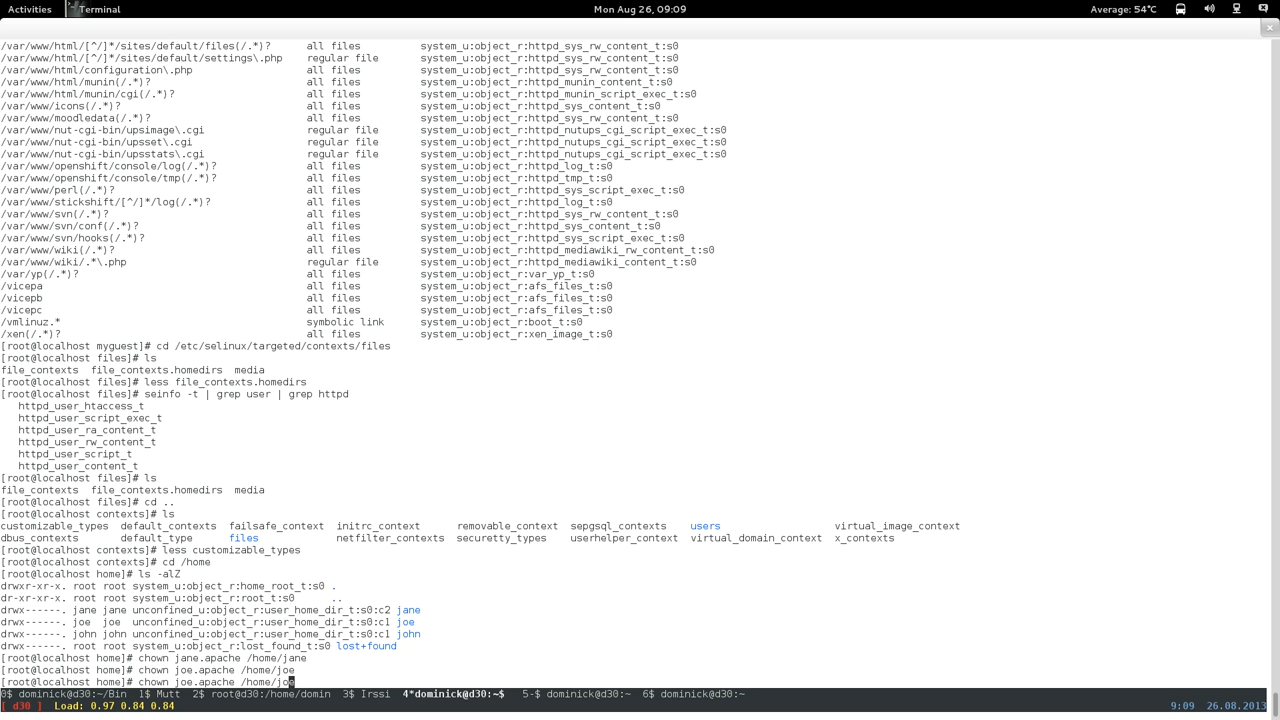 Activities Terminal Mon Aug 26, 09:09 Average: 54°C
/var/www/html/[^/]*/sites/default/files(/.*)? all files system_u:object_r:httpd_sys_rw_content_t:s0
/var/www/html/[^/]*/sites/default/settings\.php regular file system_u:object_r:httpd_sys_rw_content_t:s0
/var/www/html/configuration\.php all files system_u:object_r:httpd_sys_rw_content_t:s0
/var/www/html/munin(/.*)? all files system_u:object_r:httpd_munin_content_t:s0
/var/www/html/munin/cgi(/.*)? all files system_u:object_r:httpd_munin_script_exec_t:s0
/var/www/icons(/.*)? all files system_u:object_r:httpd_sys_content_t:s0
/var/www/moodledata(/.*)? all files system_u:object_r:httpd_sys_rw_content_t:s0
/var/www/nut-cgi-bin/upsimage\.cgi regular file system_u:object_r:httpd_nutups_cgi_script_exec_t:s0
/var/www/nut-cgi-bin/upsset\.cgi regular file system_u:object_r:httpd_nutups_cgi_script_exec_t:s0
/var/www/nut-cgi-bin/upsstats\.cgi regular file system_u:object_r:httpd_nutups_cgi_script_exec_t:s0
/var/www/openshift/console/log(/.*)? all files system_u:object_r:httpd_log_t:s0
/var/www/openshift/console/tmp(/.*)? all files system_u:object_r:httpd_tmp_t:s0
/var/www/perl(/.*)? all files system_u:object_r:httpd_sys_script_exec_t:s0
/var/www/stickshift/[^/]*/log(/.*)? all files system_u:object_r:httpd_log_t:s0
/var/www/svn(/.*)? all files system_u:object_r:httpd_sys_rw_content_t:s0
/var/www/svn/conf(/.*)? all files system_u:object_r:httpd_sys_content_t:s0
/var/www/svn/hooks(/.*)? all files system_u:object_r:httpd_sys_script_exec_t:s0
/var/www/wiki(/.*)? all files system_u:object_r:httpd_mediawiki_rw_content_t:s0
/var/www/wiki/.*\.php regular file system_u:object_r:httpd_mediawiki_content_t:s0
/var/yp(/.*)? all files system_u:object_r:var_yp_t:s0
/vicepa all files system_u:object_r:afs_files_t:s0
/vicepb all files system_u:object_r:afs_files_t:s0
/vicepc all files system_u:object_r:afs_files_t:s0
/vmlinuz.* symbolic link system_u:object_r:boot_t:s0
/xen(/.*)? all files system_u:object_r:xen_image_t:s0
[root@localhost myguest]# cd /etc/selinux/targeted/contexts/files
[root@localhost files]# ls
file_contexts file_contexts.homedirs media
[root@localhost files]# less file_contexts.homedirs
[root@localhost files]# seinfo -t | grep user | grep httpd
httpd_user_htaccess_t
httpd_user_script_exec_t
httpd_user_ra_content_t
httpd_user_rw_content_t
httpd_user_script_t
httpd_user_content_t
[root@localhost files]# ls
file_contexts file_contexts.homedirs media
[root@localhost files]# cd ..
[root@localhost contexts]# ls
customizable_types default_contexts failsafe_context initrc_context removable_context sepgsql_contexts users virtual_image_context
dbus_contexts default_type files netfilter_contexts securetty_types userhelper_context virtual_domain_context x_contexts
[root@localhost contexts]# less customizable_types
[root@localhost contexts]# cd /home
[root@localhost home]# ls -alZ
drwxr-xr-x. root root system_u:object_r:home_root_t:s0 .
dr-xr-xr-x. root root system_u:object_r:root_t:s0 ..
drwx------. jane jane unconfined_u:object_r:user_home_dir_t:s0:c2 jane
drwx------. joe joe unconfined_u:object_r:user_home_dir_t:s0:c1 joe
drwx------. john john unconfined_u:object_r:user_home_dir_t:s0:c1 john
drwx------. root root system_u:object_r:lost_found_t:s0 lost+found
[root@localhost home]# chown jane.apache /home/jane
[root@localhost home]# chown joe.apache /home/joe
[root@localhost home]# chown joe.apache /home/joe
0$ dominick@d30:~/Bin 1$ Mutt 2$ root@d30:/home/domin 3$ Irssi 4*dominick@d30:~$ 5-$ dominick@d30:~ 6$ dominick@d30:~
[ d30 ] Load: 0.97 0.84 0.84 9:09 26.08.2013